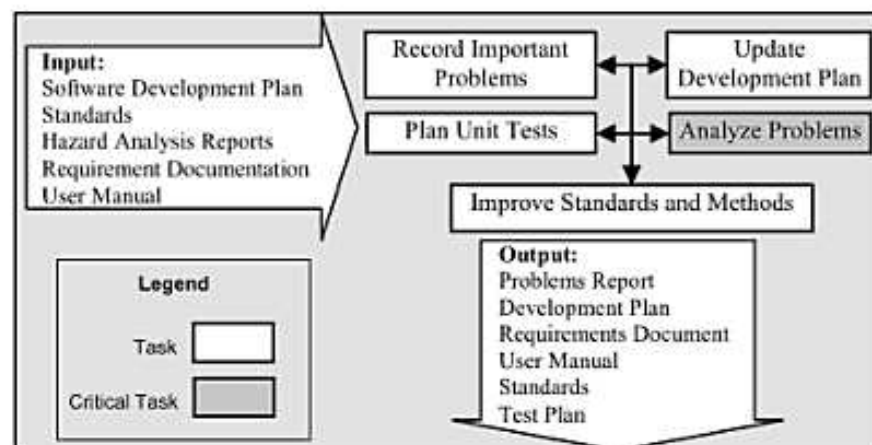 Input:
Software Development Plan
Standards
Hazard Analysis Reports
Requirement Documentation
User Manual
Record Important
Problems
Update
Development Plan
Plan Unit Tests
Analyze Problems
Improve Standards and Methods
Output:
Problems Report
Development Plan
Requirements Document
User Manual
Standards
Test Plan
Legend
Task
Critical Task